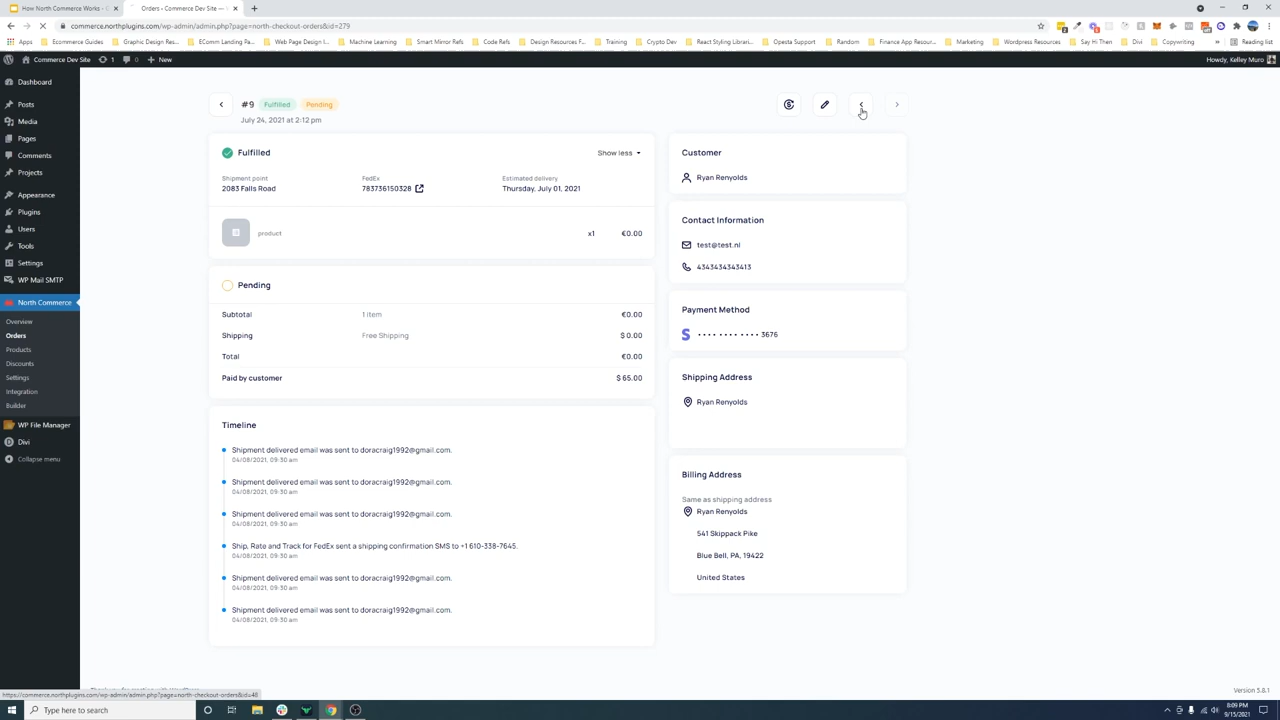 How North Commerce Works - G
Orders - Commerce Dev Site — W
commerce.northplugins.com/wp-admin/admin.php?page=north-checkout-orders&id=279
Apps
Ecommerce Guides
Graphic Design Res...
EComm Landing Pa...
Web Page Design I...
Machine Learning
Smart Mirror Refs
Code Refs
Design Resources F...
Training
Crypto Dev
React Styling Librari...
Opesta Support
Random
Finance App Resour...
Marketing
Wordpress Resources
Say Hi Then
Divi
Copywriting
Reading list
Commerce Dev Site
1
0
New
Howdy, Kelley Muro
Dashboard
Posts
Media
Pages
Comments
Projects
Appearance
Plugins
Users
Tools
Settings
WP Mail SMTP
North Commerce
Overview
Orders
Products
Discounts
Settings
Integration
Builder
WP File Manager
Divi
Collapse menu
#9 Fulfilled Pending
July 24, 2021 at 2:12 pm
Fulfilled
Show less
Shipment point
2083 Falls Road
FedEx
783736150328
Estimated delivery
Thursday, July 01, 2021
product x1 €0.00
Pending
Subtotal 1 item €0.00
Shipping Free Shipping $ 0.00
Total €0.00
Paid by customer $ 65.00
Timeline
Shipment delivered email was sent to doracraig1992@gmail.com.
04/08/2021, 09:30 am
Shipment delivered email was sent to doracraig1992@gmail.com.
04/08/2021, 09:30 am
Shipment delivered email was sent to doracraig1992@gmail.com.
04/08/2021, 09:30 am
Ship, Rate and Track for FedEx sent a shipping confirmation SMS to +1 610-338-7645.
04/08/2021, 09:30 am
Shipment delivered email was sent to doracraig1992@gmail.com.
04/08/2021, 09:30 am
Shipment delivered email was sent to doracraig1992@gmail.com.
04/08/2021, 09:30 am
Customer
Ryan Renyolds
Contact Information
test@test.nl
4343434343413
Payment Method
S •••• •••• •••• 3676
Shipping Address
Ryan Renyolds
Billing Address
Same as shipping address
Ryan Renyolds
541 Skippack Pike
Blue Bell, PA, 19422
United States
https://commerce.northplugins.com/wp-admin/admin.php?page=north-checkout-orders&id=48
Version 5.8.1
Type here to search
8:09 PM
9/15/2021